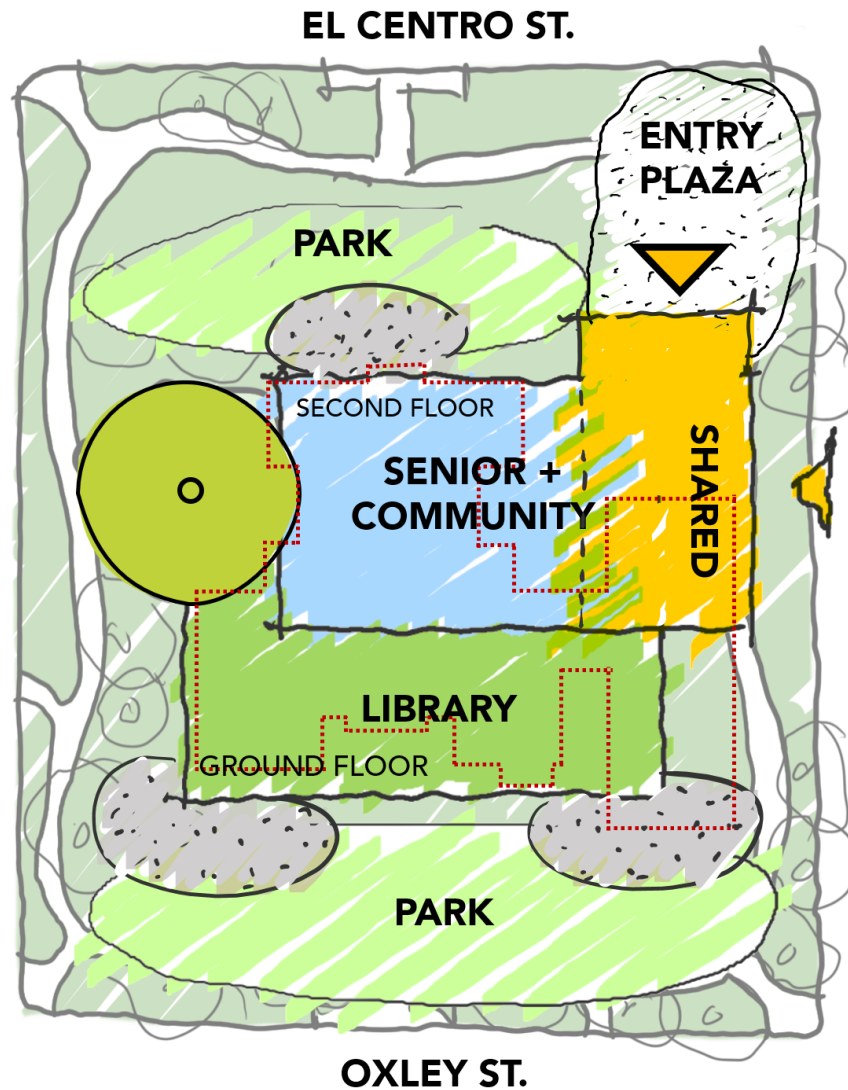 EL CENTRO ST.
ENTRY
PLAZA
PARK
SECOND FLOOR
SENIOR +
COMMUNITY
SHARED
LIBRARY
GROUND FLOOR
PARK
OXLEY ST.